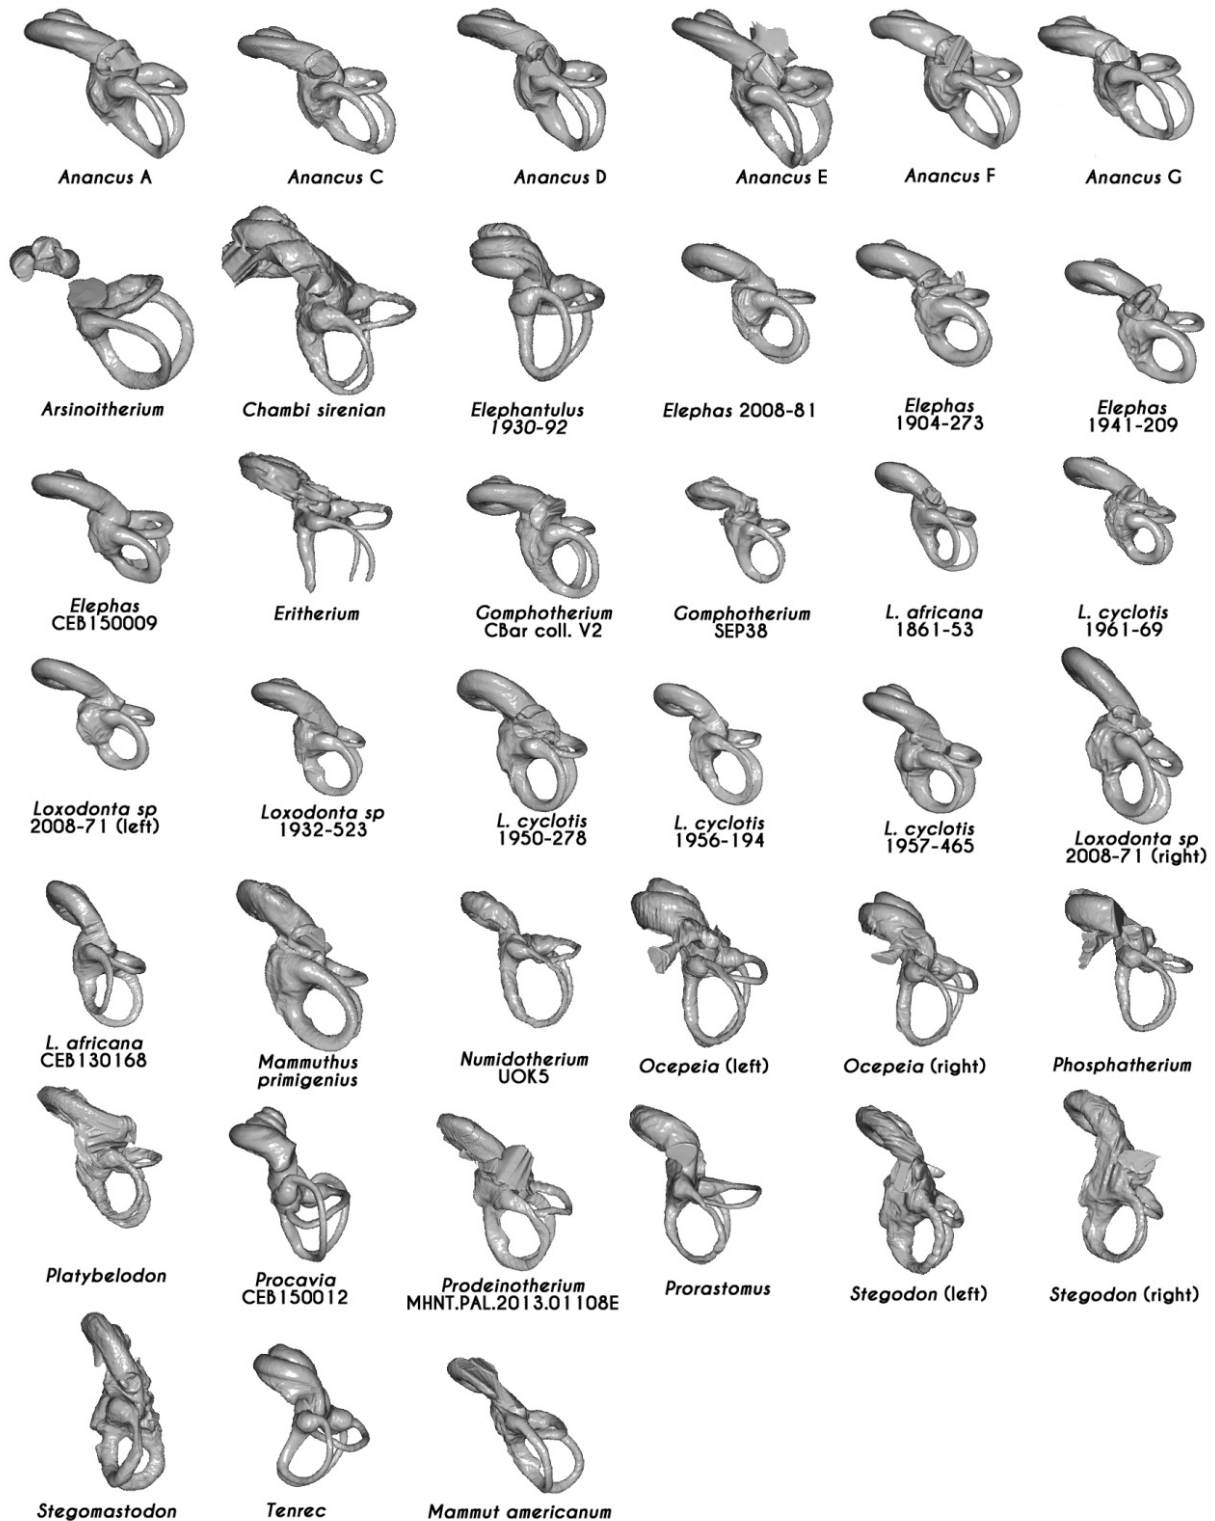 Anancus A
Anancus C
Anancus D
Anancus E
Anancus F
Anancus G
Arsinoitherium
Chambi sirenian
Elephantulus
1930-92
Elephas 2008-81
Elephas
1904-273
Elephas
1941-209
Elephas
CEB150009
Eritherium
Gomphotherium
CBar coll. V2
Gomphotherium
SEP38
L. africana
1861-53
L. cyclotis
1961-69
Loxodonta sp
2008-71 (left)
Loxodonta sp
1932-523
L. cyclotis
1950-278
L. cyclotis
1956-194
L. cyclotis
1957-465
Loxodonta sp
2008-71 (right)
L. africana
CEB130168
Mammuthus
primigenius
Numidotherium
UOK5
Ocepeia (left)
Ocepeia (right)
Phosphatherium
Platybelodon
Procavia
CEB150012
Prodeinotherium
MHNT.PAL.2013.01108E
Prorastomus
Stegodon (left)
Stegodon (right)
Stegomastodon
Tenrec
Mammut americanum